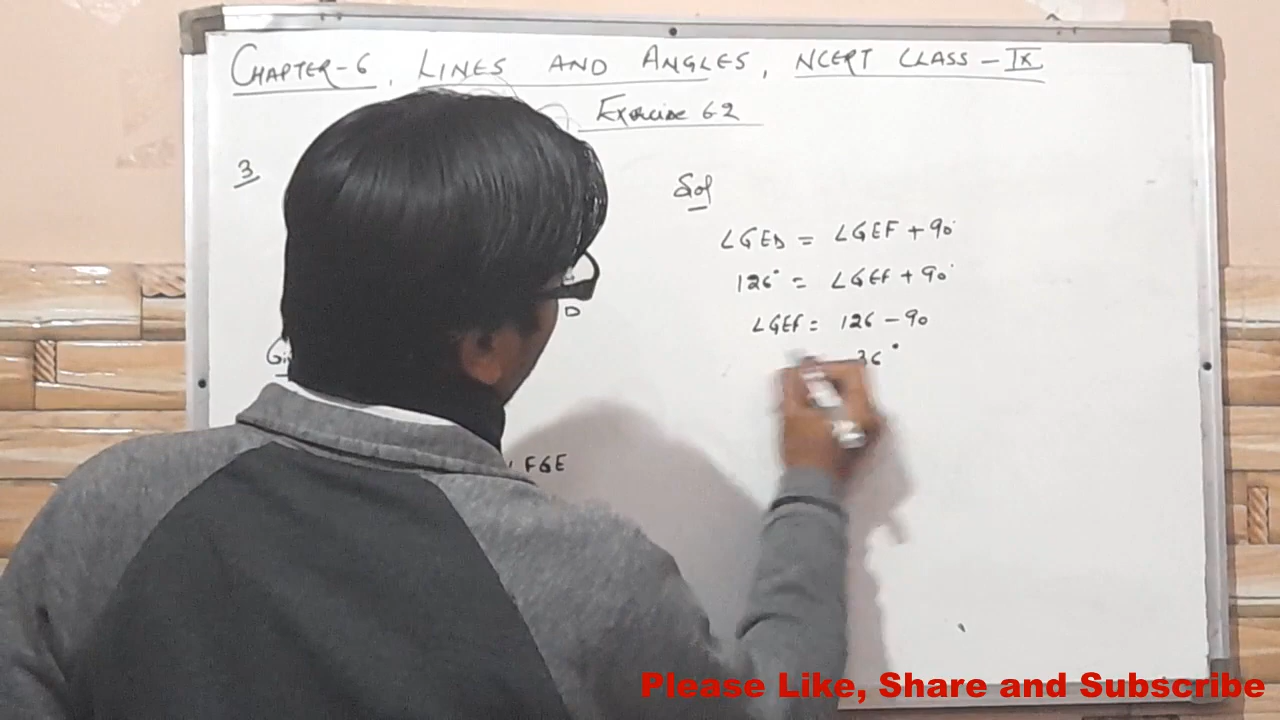 CHAPTER-6, LINES AND ANGLES, NCERT CLASS-IX
Exercise 6.2
3
Sol
∠GED = ∠GEF + 90°
126° = ∠GEF + 90°
∠GEF = 126 - 90
36°
D
FGE
Please Like, Share and Subscribe